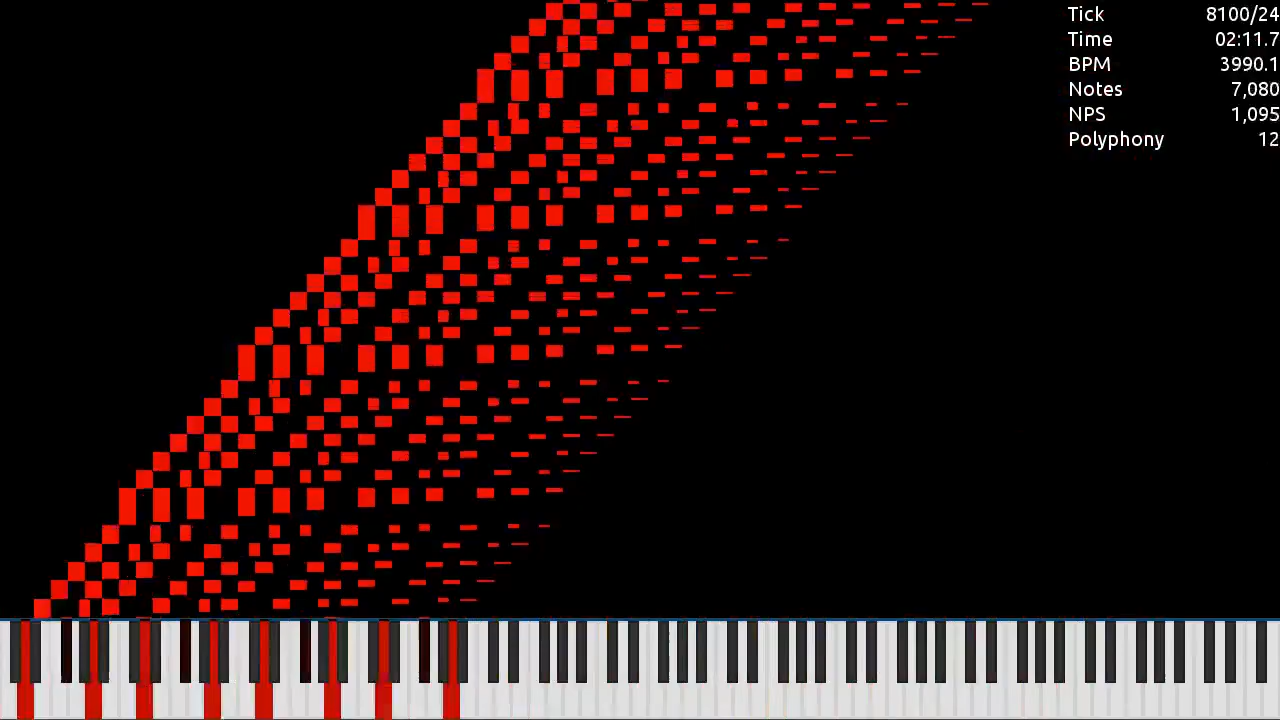 Tick 8100/24
Time 02:11.7
BPM 3990.1
Notes 7,080
NPS 1,095
Polyphony 12